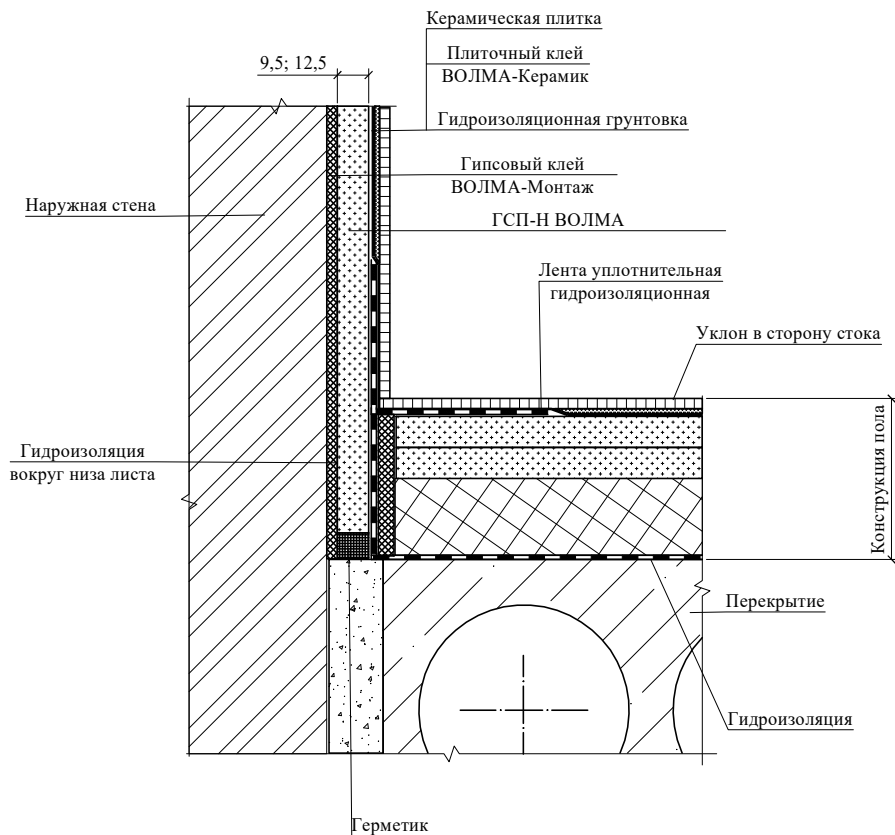 Керамическая плитка
Плиточный клей
ВОЛМА-Керамик
9,5; 12,5
Гидроизоляционная грунтовка
Гипсовый клей
ВОЛМА-Монтаж
Наружная стена
ГСП-Н ВОЛМА
Лента уплотнительная
гидроизоляционная
Уклон в сторону стока
Гидроизоляция
вокруг низа листа
Конструкция пола
Перекрытие
Гидроизоляция
Герметик